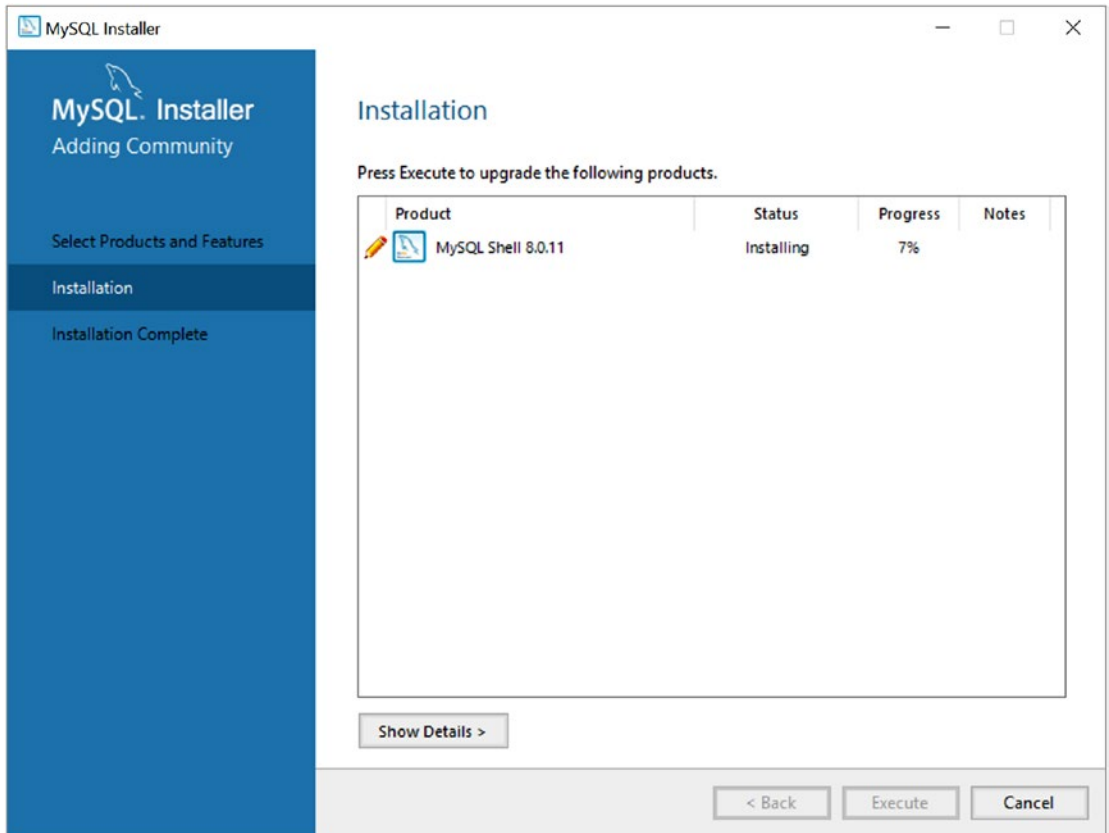 MySQL Installer
MySQL. Installer
Adding Community
Select Products and Features
Installation
Installation Complete
Installation
Press Execute to upgrade the following products.
Product Status Progress Notes
MySQL Shell 8.0.11 Installing 7%
Show Details >
< Back Execute Cancel